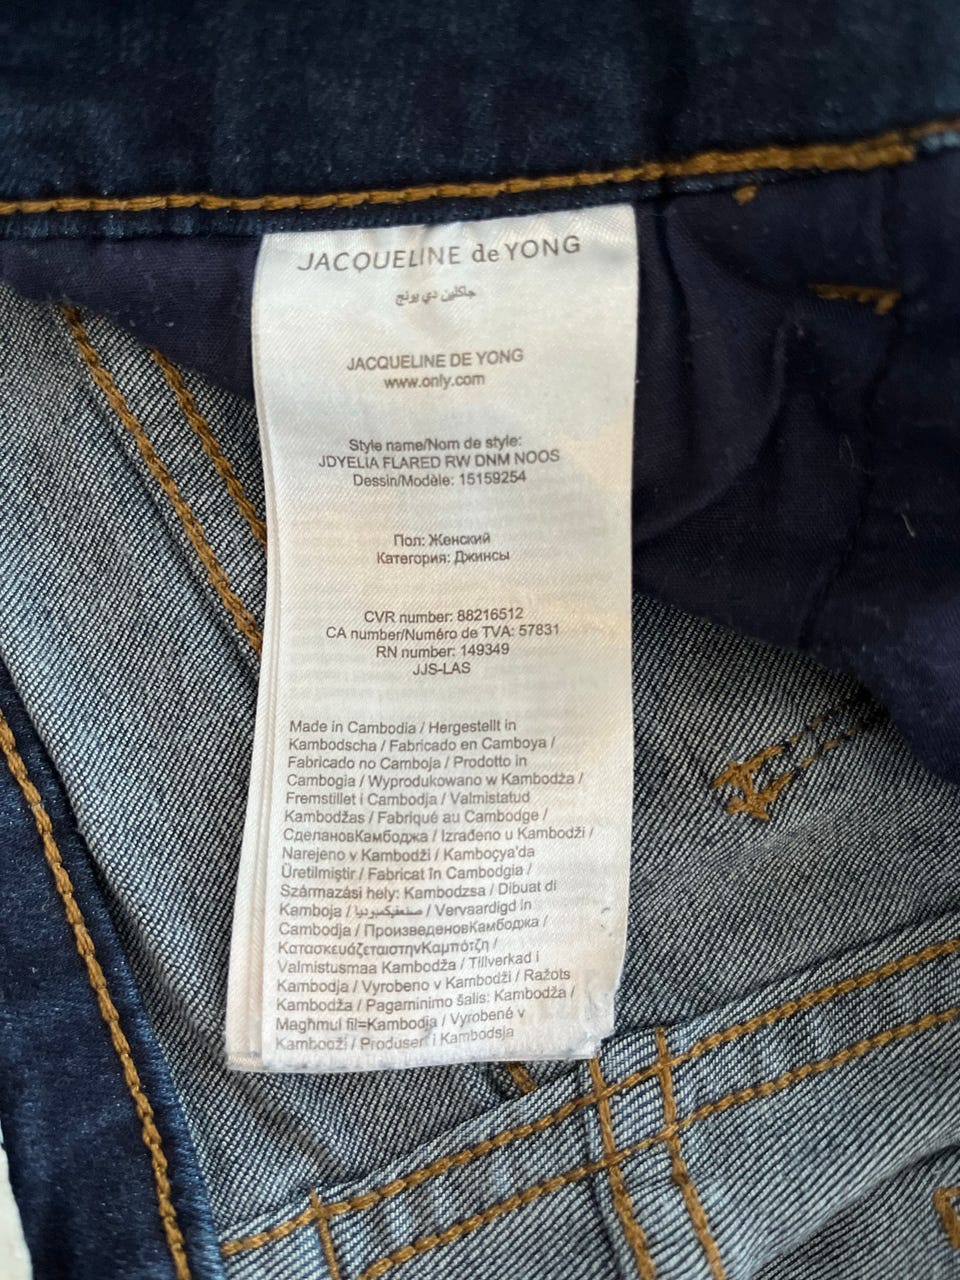 JACQUELINE de YONG
جاكلين دي يونج
JACQUELINE DE YONG
www.only.com
Style name/Nom de style:
JDYELIA FLARED RW DNM NOOS
Dessin/Modèle: 15159254
Пол: Женский
Категория: Джинсы
CVR number: 88216512
CA number/Numéro de TVA: 57831
RN number: 149349
JJS-LAS
Made in Cambodia / Hergestellt in
Kambodscha / Fabricado en Camboya /
Fabricado no Camboja / Prodotto in
Cambogia / Wyprodukowano w Kambodża /
Fremstillet i Cambodja / Valmistatud
Kambodžas / Fabriqué au Cambodge /
СделановКамбоджа / Izrađeno u Kambodži /
Narejeno v Kambodži / Kamboçya'da
Üretilmiştir / Fabricat în Cambodgia /
Származási hely: Kambodzsa / Dibuat di
Kamboja / / Vervaardigd in
Cambodja / ПроизведеновКамбоджа /
ΚατασκευάζεταιστηνΚαμπότζη /
Valmistusmaa Kambodža / Tillverkad i
Kambodja / Vyrobeno v Kambodži / Ražots
Kambodža / Pagaminimo šalis: Kambodža /
Magħmul fil=Kambodja / Vyrobené v
Kambodži / Produsert i Kambodsja